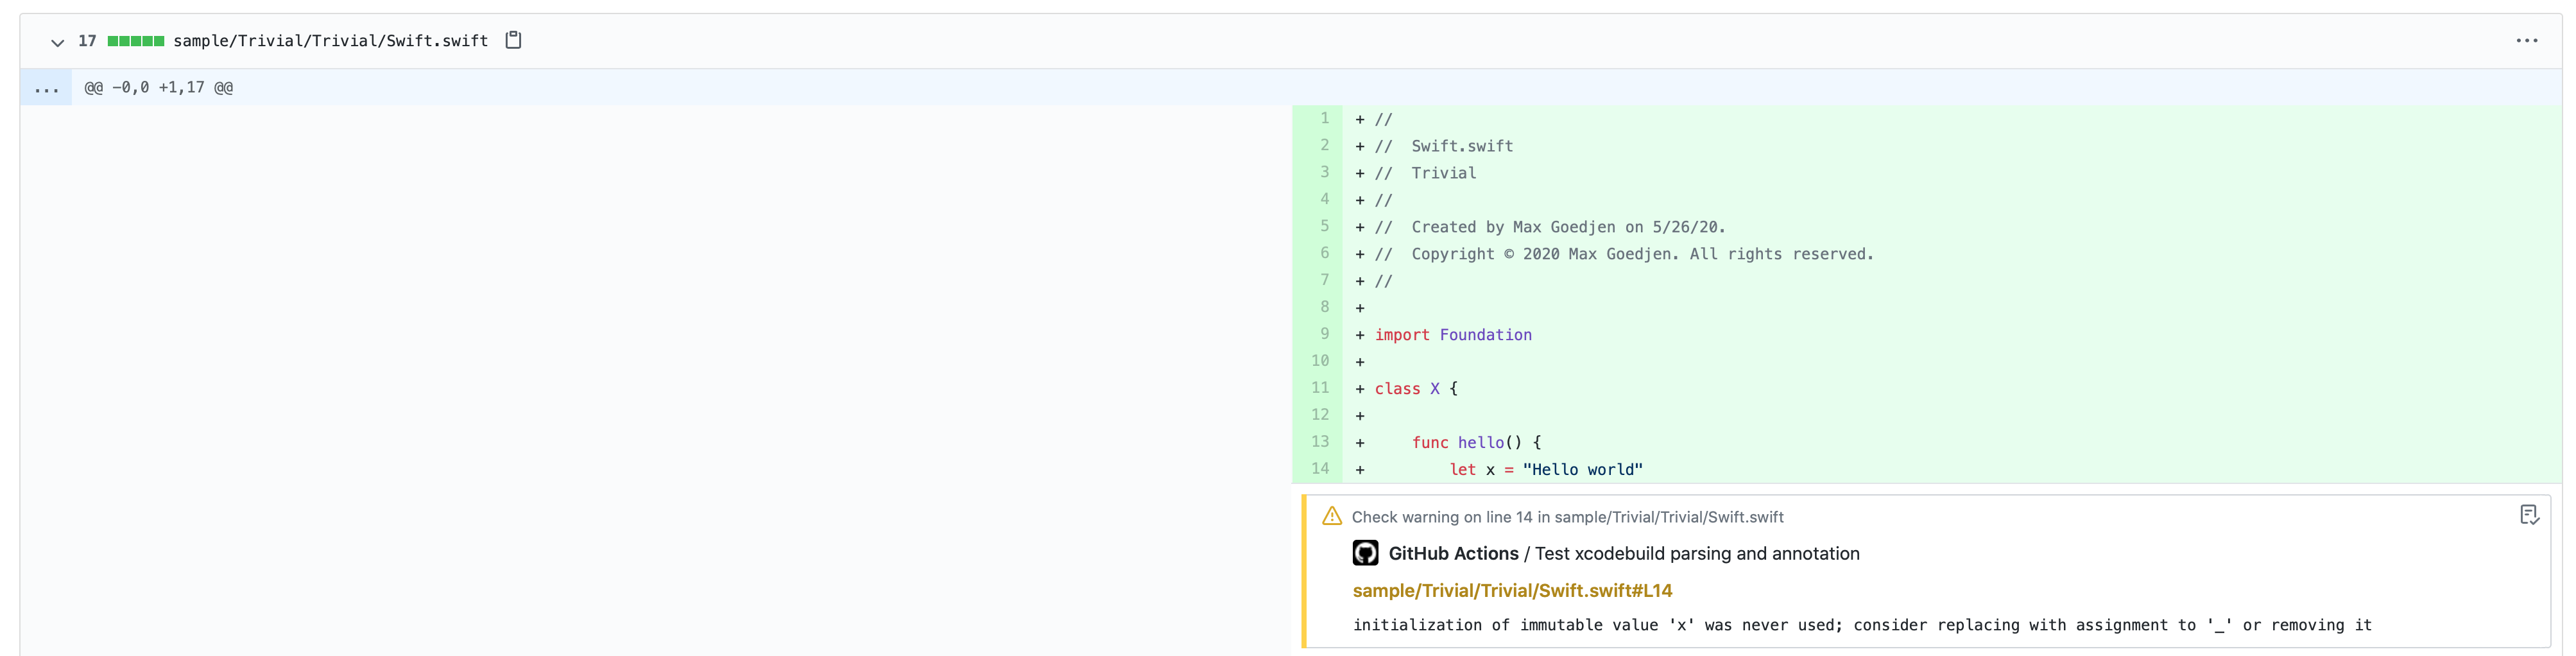 17 sample/Trivial/Trivial/Swift.swift
... @@ -0,0 +1,17 @@
1 + //
2 + //  Swift.swift
3 + //  Trivial
4 + //
5 + //  Created by Max Goedjen on 5/26/20.
6 + //  Copyright © 2020 Max Goedjen. All rights reserved.
7 + //
8 +
9 + import Foundation
10 +
11 + class X {
12 +
13 +     func hello() {
14 +         let x = "Hello world"
Check warning on line 14 in sample/Trivial/Trivial/Swift.swift
GitHub Actions / Test xcodebuild parsing and annotation
sample/Trivial/Trivial/Swift.swift#L14
initialization of immutable value 'x' was never used; consider replacing with assignment to '_' or removing it